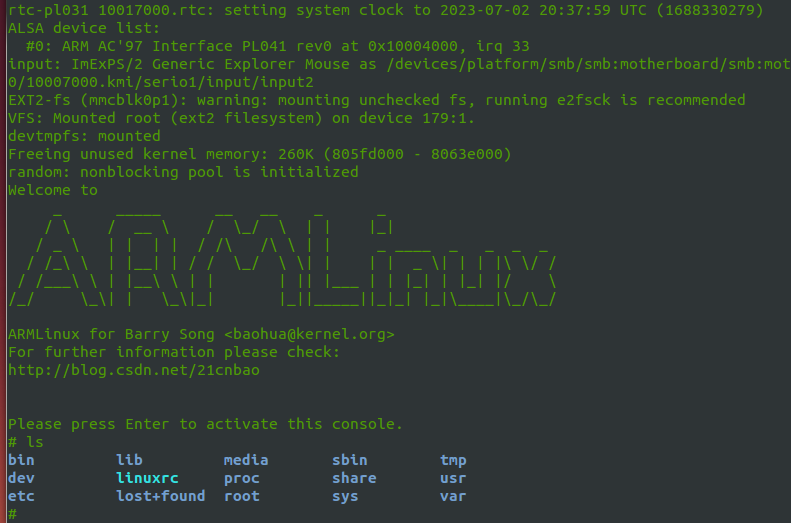 rtc-pl031 10017000.rtc: setting system clock to 2023-07-02 20:37:59 UTC (1688330279)
ALSA device list:
  #0: ARM AC'97 Interface PL041 rev0 at 0x10004000, irq 33
input: ImExPS/2 Generic Explorer Mouse as /devices/platform/smb/smb:motherboard/smb:mot
0/10007000.kmi/serio1/input/input2
EXT2-fs (mmcblk0p1): warning: mounting unchecked fs, running e2fsck is recommended
VFS: Mounted root (ext2 filesystem) on device 179:1.
devtmpfs: mounted
Freeing unused kernel memory: 260K (805fd000 - 8063e000)
random: nonblocking pool is initialized
Welcome to
ARMLinux
ARMLinux for Barry Song <baohua@kernel.org>
For further information please check:
http://blog.csdn.net/21cnbao
Please press Enter to activate this console.
# ls
bin         lib         media       sbin        tmp
dev         linuxrc     proc        share       usr
etc         lost+found  root        sys         var
#